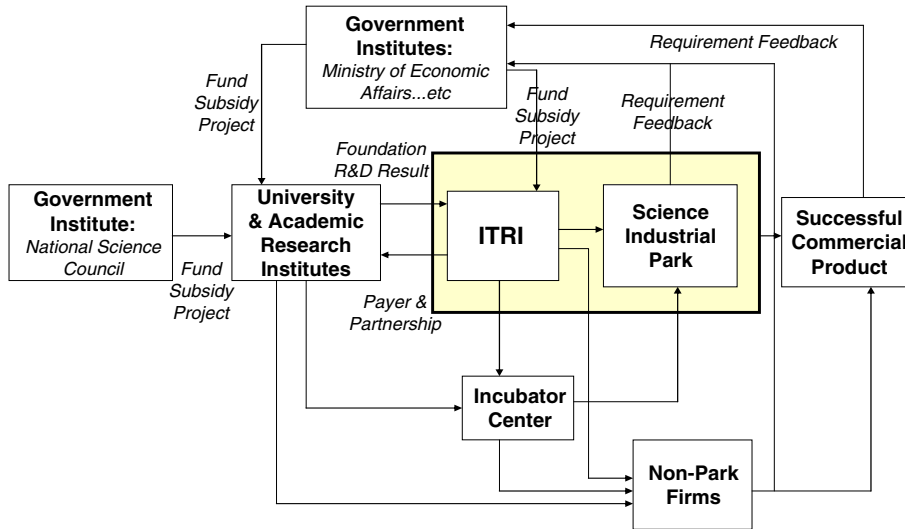 Government
Institutes:
Ministry of Economic
Affairs...etc
Requirement Feedback
Fund
Subsidy
Project
Fund
Subsidy
Project
Requirement
Feedback
Foundation
R&D Result
Government
Institute:
National Science
Council
University
& Academic
Research
Institutes
ITRI
Science
Industrial
Park
Successful
Commercial
Product
Fund
Subsidy
Project
Payer &
Partnership
Incubator
Center
Non-Park
Firms